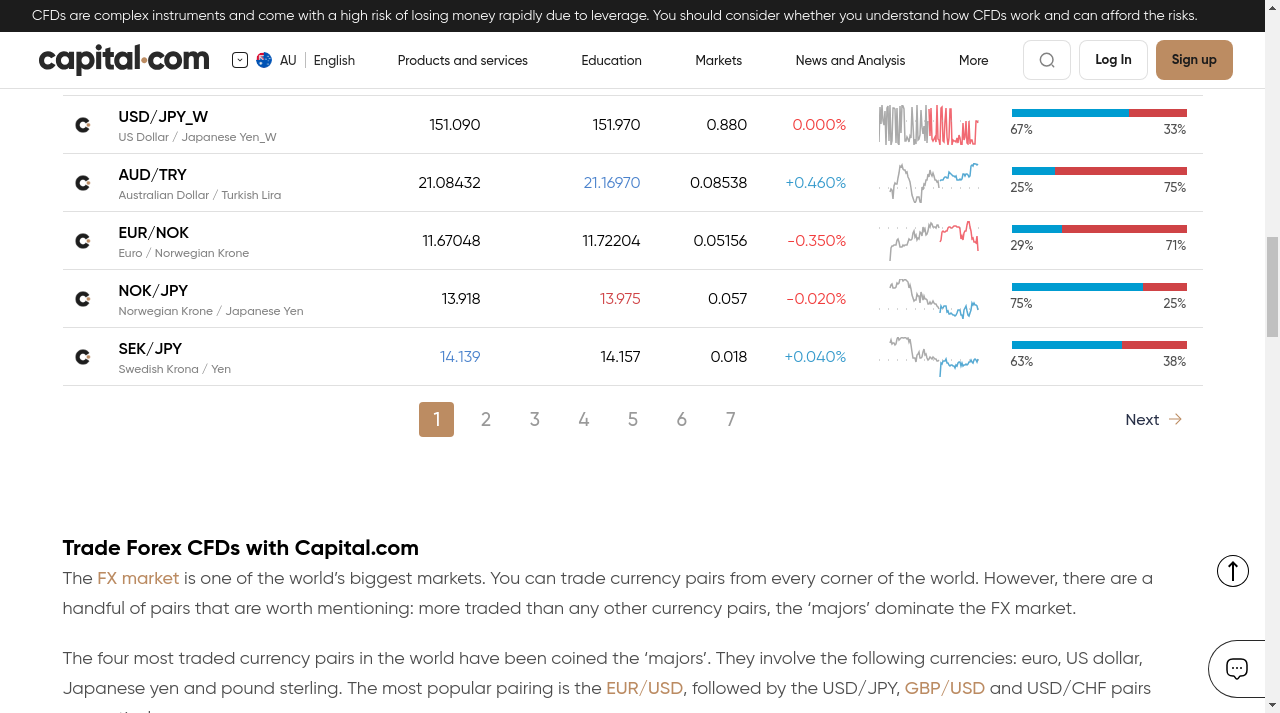 CFDs are complex instruments and come with a high risk of losing money rapidly due to leverage. You should consider whether you understand how CFDs work and can afford the risks.
capital.com AU English Products and services Education Markets News and Analysis More Log In Sign up
USD/JPY_W 151.090 151.970 0.880 0.000%
US Dollar / Japanese Yen_W 67% 33%
AUD/TRY 21.08432 21.16970 0.08538 +0.460%
Australian Dollar / Turkish Lira 25% 75%
EUR/NOK 11.67048 11.72204 0.05156 -0.350%
Euro / Norwegian Krone 29% 71%
NOK/JPY 13.918 13.975 0.057 -0.020%
Norwegian Krone / Japanese Yen 75% 25%
SEK/JPY 14.139 14.157 0.018 +0.040%
Swedish Krona / Yen 63% 38%
1 2 3 4 5 6 7 Next
Trade Forex CFDs with Capital.com
The FX market is one of the world’s biggest markets. You can trade currency pairs from every corner of the world. However, there are a
handful of pairs that are worth mentioning: more traded than any other currency pairs, the ‘majors’ dominate the FX market.
The four most traded currency pairs in the world have been coined the ‘majors’. They involve the following currencies: euro, US dollar,
Japanese yen and pound sterling. The most popular pairing is the EUR/USD, followed by the USD/JPY, GBP/USD and USD/CHF pairs